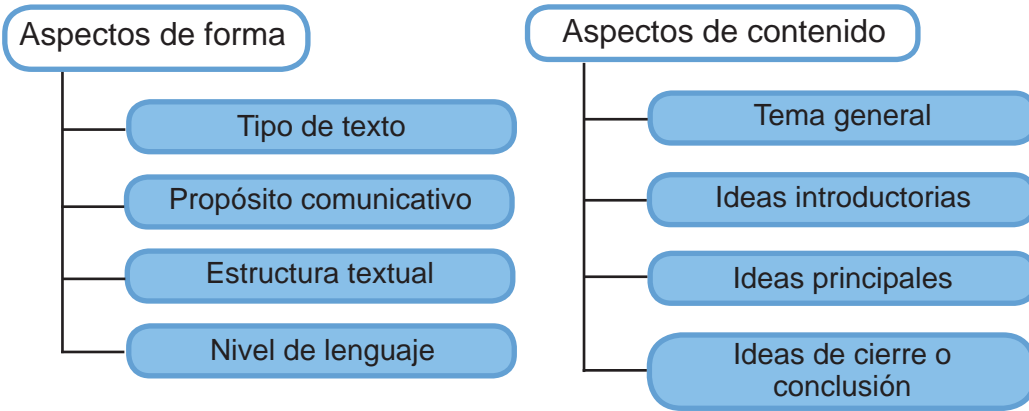 Aspectos de forma
Tipo de texto
Propósito comunicativo
Estructura textual
Nivel de lenguaje
Aspectos de contenido
Tema general
Ideas introductorias
Ideas principales
Ideas de cierre o
conclusión